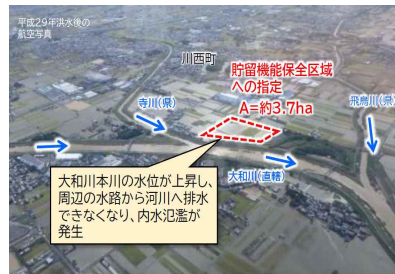 平成29年洪水後の
航空写真
川西町
貯留機能保全区域
への指定
A=約3.7ha
寺川(県)
飛鳥川(県)
大和川(直轄)
大和川本川の水位が上昇し、
周辺の水路から河川へ排水
できなくなり、内水氾濫が
発生